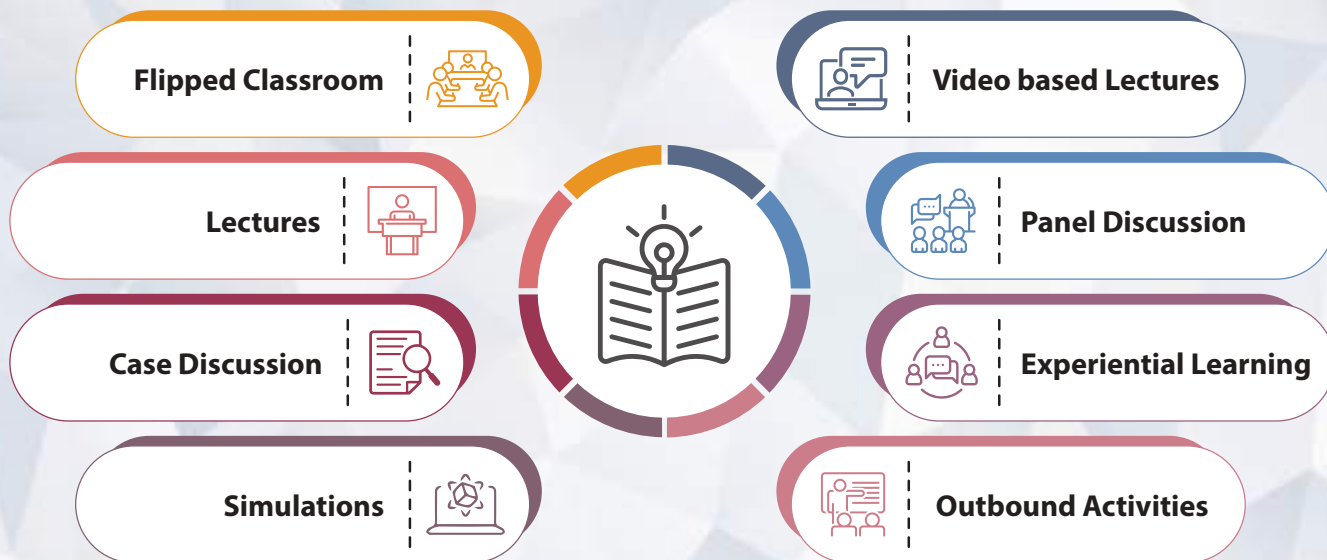 Flipped Classroom
Lectures
Case Discussion
Simulations
Video based Lectures
Panel Discussion
Experiential Learning
Outbound Activities